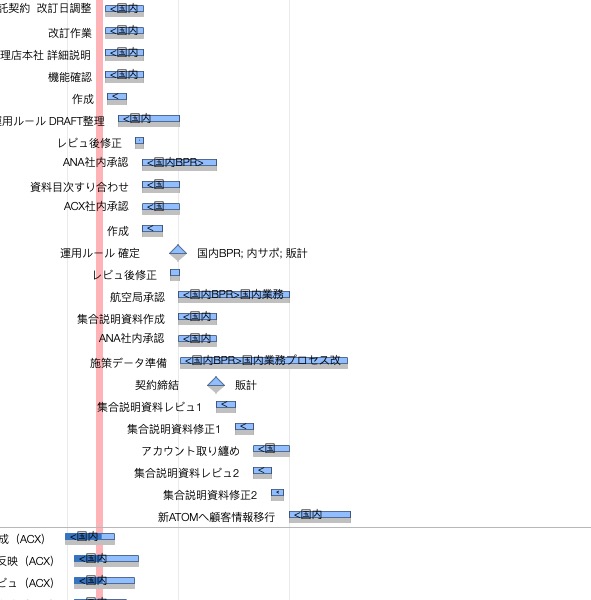 託契約 改訂日調整 <国内
改訂作業 <国内
理店本社 詳細説明 <国内
機能確認 <国内
作成 <
用ルール DRAFT整理 <国内
レビュ後修正
ANA社内承認 <国内BPR>
資料目次すり合わせ <国
ACX社内承認 <国
作成 <
運用ルール 確定 国内BPR; 内サポ; 販計
レビュ後修正
航空局承認 <国内BPR>国内業務
集合説明資料作成 <国内
ANA社内承認 <国内
施策データ準備 <国内BPR>国内業務プロセス改
契約締結 販計
集合説明資料レビュ1 <
集合説明資料修正1 <
アカウント取り纏め <国
集合説明資料レビュ2 <
集合説明資料修正2
新ATOMへ顧客情報移行 <国内
成（ACX） <国内
反映（ACX） <国内
ビュ（ACX） <国内